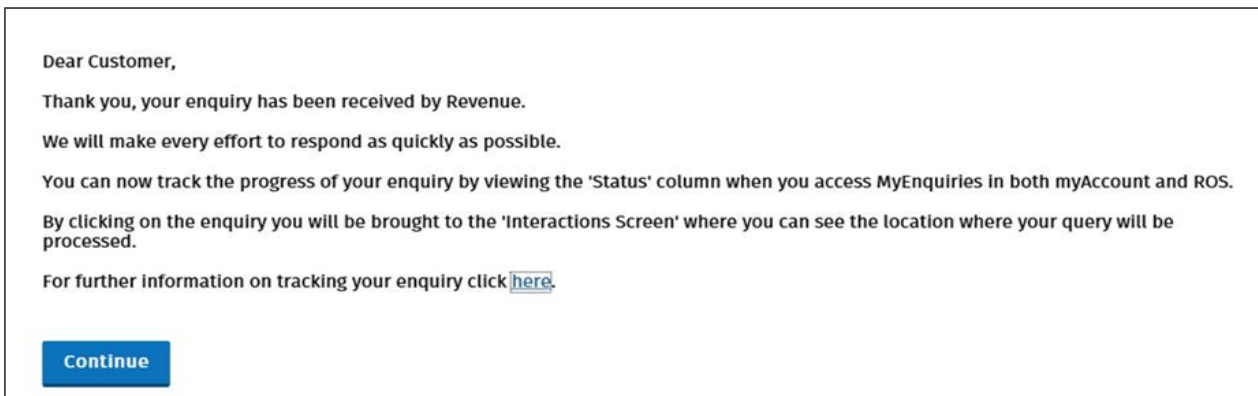 Dear Customer,
Thank you, your enquiry has been received by Revenue.
We will make every effort to respond as quickly as possible.
You can now track the progress of your enquiry by viewing the 'Status' column when you access MyEnquiries in both myAccount and ROS.
By clicking on the enquiry you will be brought to the 'Interactions Screen' where you can see the location where your query will be
processed.
For further information on tracking your enquiry click here.
Continue